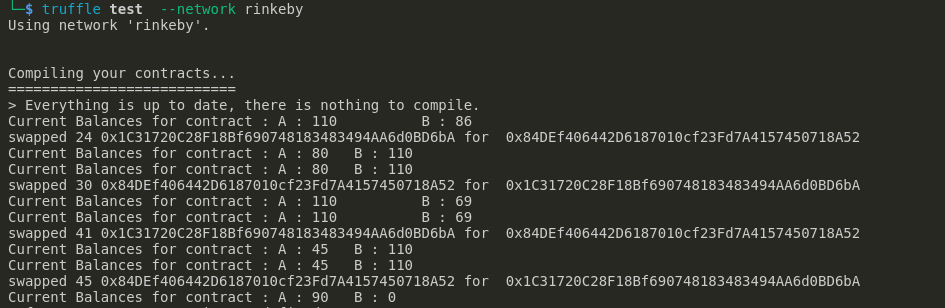 └─$ truffle test  --network rinkeby
Using network 'rinkeby'.
Compiling your contracts...
===========================
> Everything is up to date, there is nothing to compile.
Current Balances for contract : A : 110          B : 86
swapped 24 0x1C31720C28F18Bf690748183483494AA6d0BD6bA for  0x84DEf406442D6187010cf23Fd7A4157450718A52
Current Balances for contract : A : 80   B : 110
Current Balances for contract : A : 80   B : 110
swapped 30 0x84DEf406442D6187010cf23Fd7A4157450718A52 for  0x1C31720C28F18Bf690748183483494AA6d0BD6bA
Current Balances for contract : A : 110          B : 69
Current Balances for contract : A : 110          B : 69
swapped 41 0x1C31720C28F18Bf690748183483494AA6d0BD6bA for  0x84DEf406442D6187010cf23Fd7A4157450718A52
Current Balances for contract : A : 45   B : 110
Current Balances for contract : A : 45   B : 110
swapped 45 0x84DEf406442D6187010cf23Fd7A4157450718A52 for  0x1C31720C28F18Bf690748183483494AA6d0BD6bA
Current Balances for contract : A : 90   B : 0